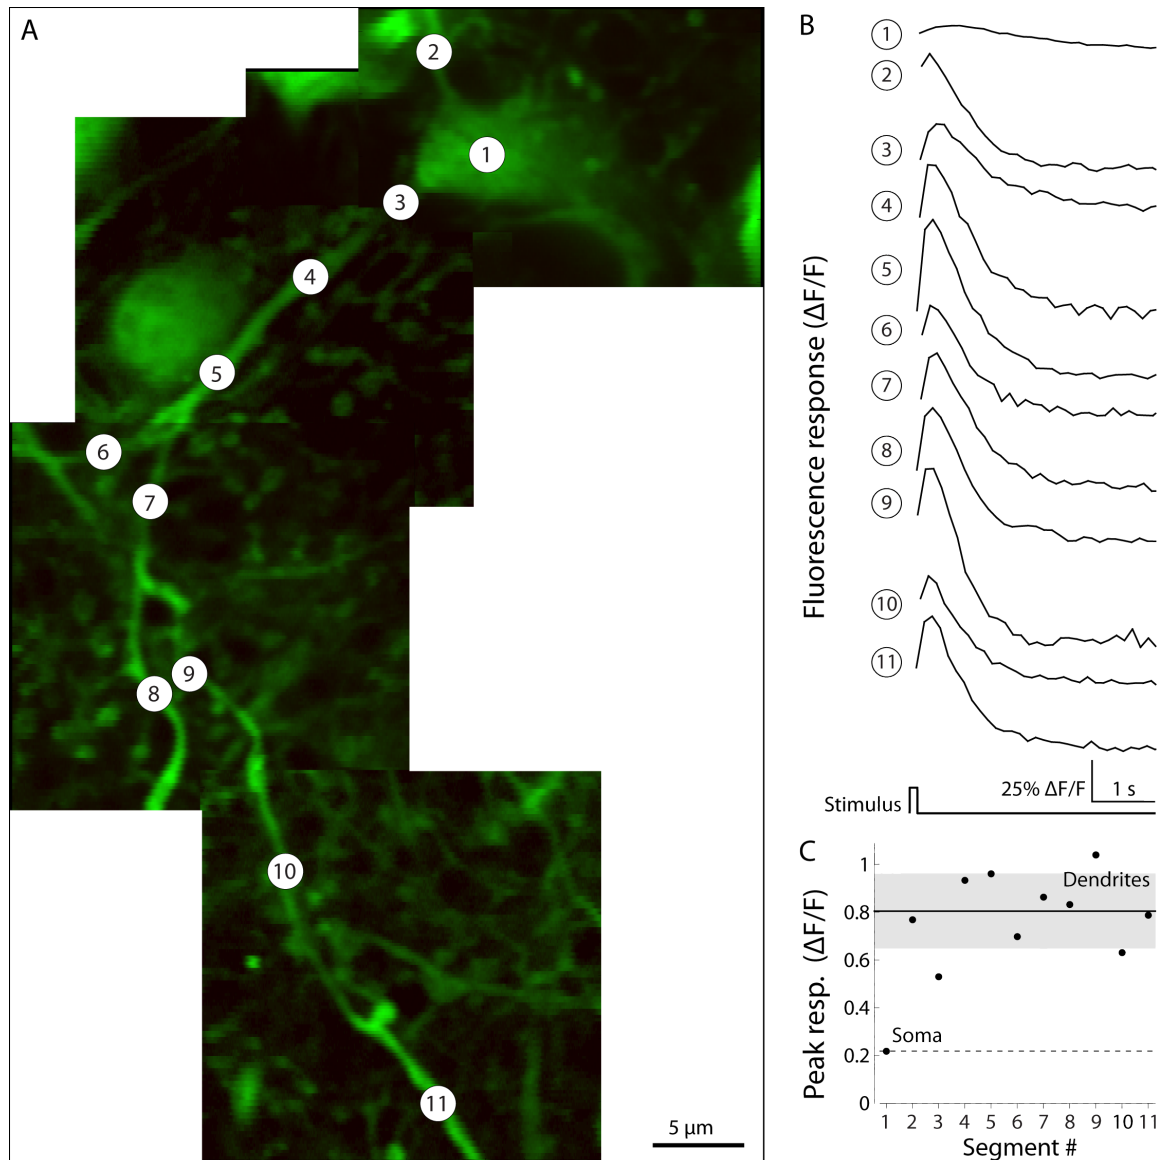 A
2
1
3
4
5
6
7
9
8
10
11
5 µm
B
Fluorescence response (ΔF/F)
1
2
3
4
5
6
7
8
9
10
11
25% ΔF/F
1 s
Stimulus
C
Peak resp. (ΔF/F)
1
0.8
0.6
0.4
0.2
0
Dendrites
Soma
1 2 3 4 5 6 7 8 9 10 11
Segment #